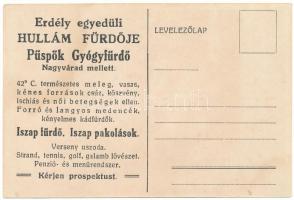 Erdély egyedüli
HULLÁM FÜRDŐJE
Püspök Gyógyfürdő
Nagyvárad mellett.
42° C. természetes meleg, vasas,
kénes források csúz, köszvény,
ischiás és női betegségek ellen.
Forró és langyos medencék,
kényelmes kádfürdők.
Iszap fürdő. Iszap pakolások.
Verseny uszoda.
Strand, tennis, golf, galamb lövészet.
Penzió- és menürendszer.
Kérjen prospektust.
LEVELEZŐLAP